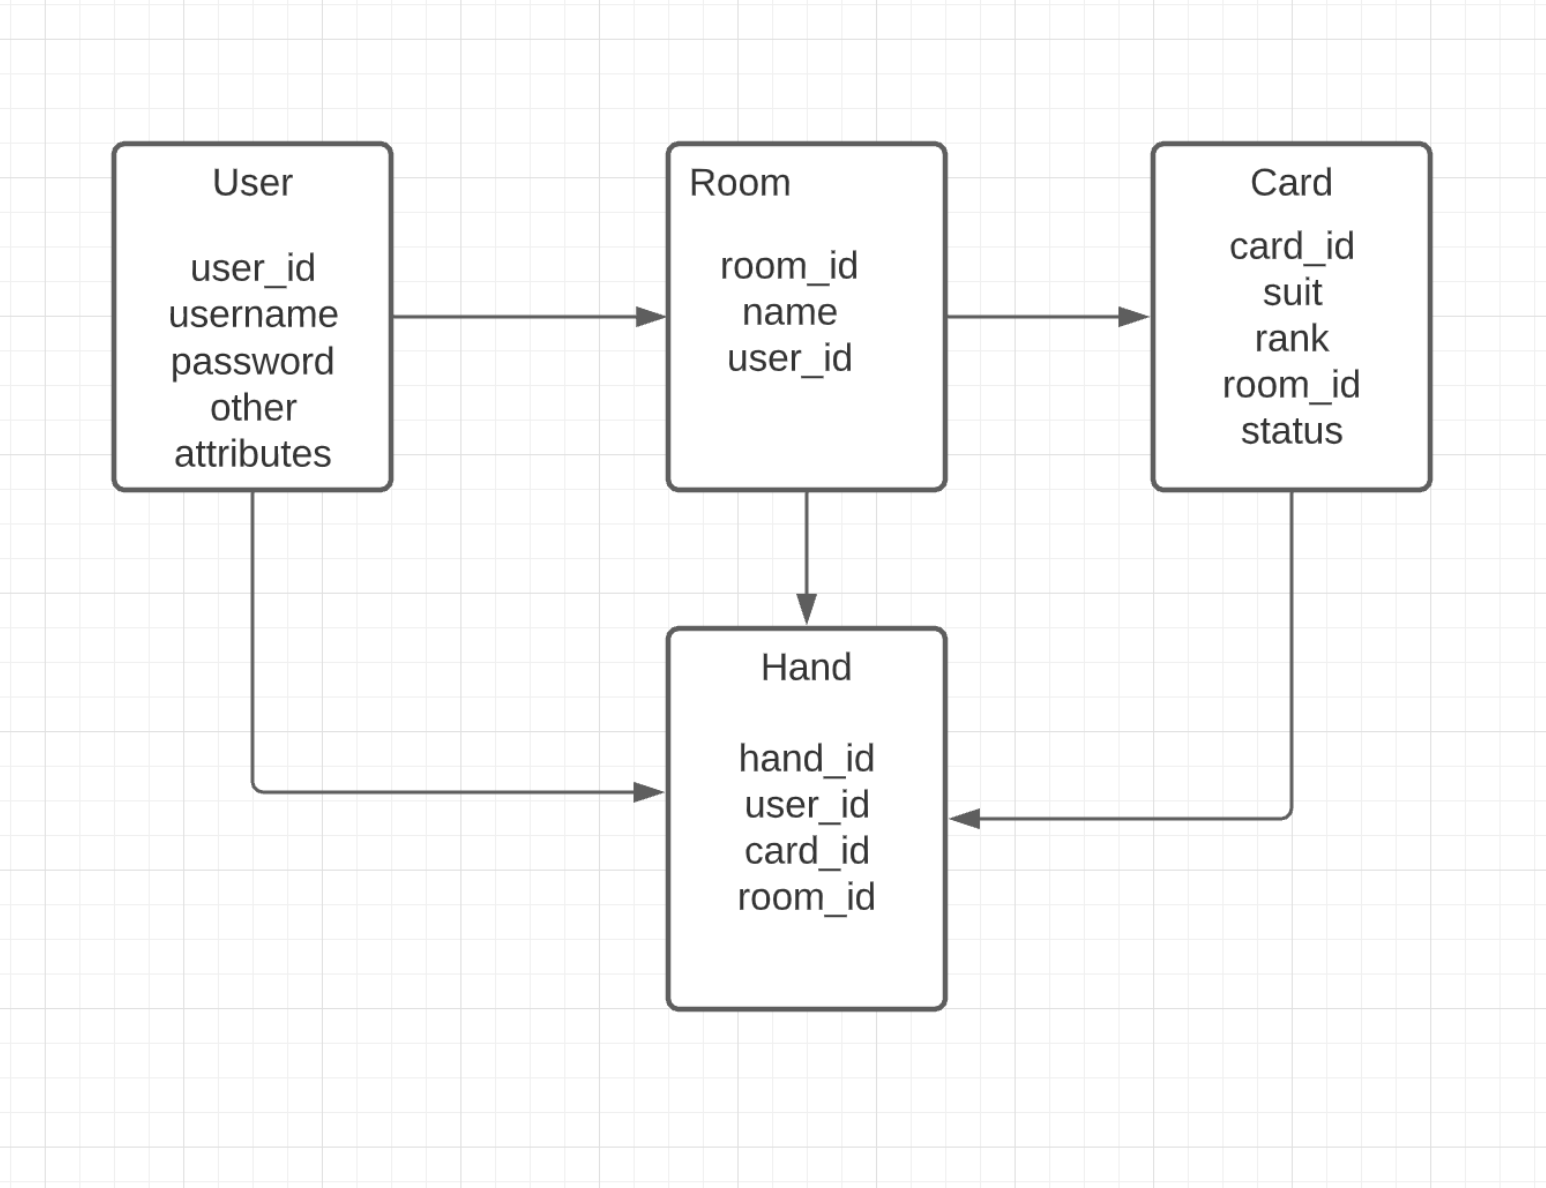 User
user_id
username
password
other
attributes
Room
room_id
name
user_id
Card
card_id
suit
rank
room_id
status
Hand
hand_id
user_id
card_id
room_id